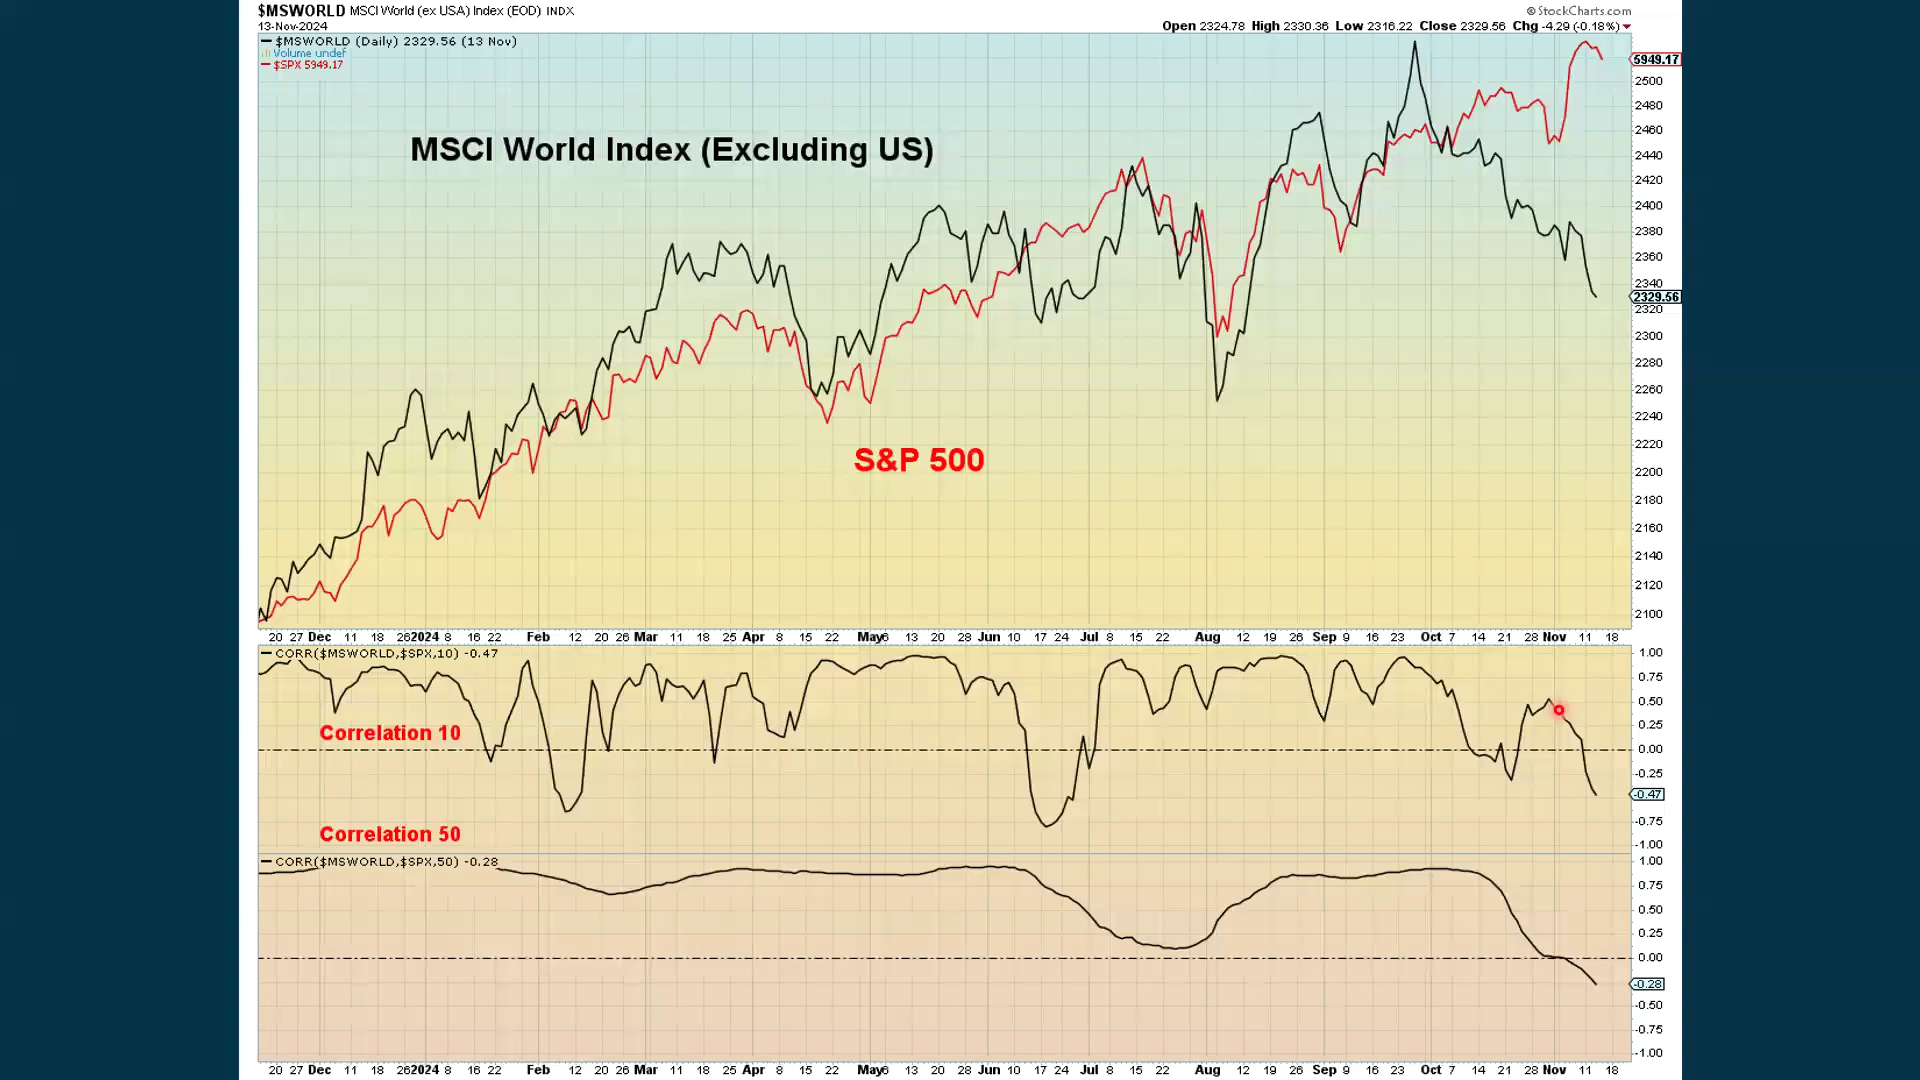 $MSWORLD MSCI World (ex USA) Index (EOD) INDX
© StockCharts.com
13-Nov-2024
Open 2324.78 High 2330.36 Low 2316.22 Close 2329.56 Chg -4.29 (-0.18%)
$MSWORLD (Daily) 2329.56 (13 Nov)
Volume undef
$SPX 5949.17
MSCI World Index (Excluding US)
S&P 500
5949.17
2500
2480
2460
2440
2420
2400
2380
2360
2340
2329.56
2320
2300
2280
2260
2240
2220
2200
2180
2160
2140
2120
2100
20 27 Dec 11 18 26 2024 8 16 22 Feb 12 20 26 Mar 11 18 25 Apr 8 15 22 May 6 13 20 28 Jun 10 17 24 Jul 8 15 22 Aug 12 19 26 Sep 9 16 23 Oct 7 14 21 28 Nov 11 18
CORR($MSWORLD,$SPX,10) -0.47
Correlation 10
1.00
0.75
0.50
0.25
0.00
-0.25
-0.47
-0.75
-1.00
Correlation 50
CORR($MSWORLD,$SPX,50) -0.28
1.00
0.75
0.50
0.25
0.00
-0.28
-0.50
-0.75
-1.00
20 27 Dec 11 18 26 2024 8 16 22 Feb 12 20 26 Mar 11 18 25 Apr 8 15 22 May 6 13 20 28 Jun 10 17 24 Jul 8 15 22 Aug 12 19 26 Sep 9 16 23 Oct 7 14 21 28 Nov 11 18